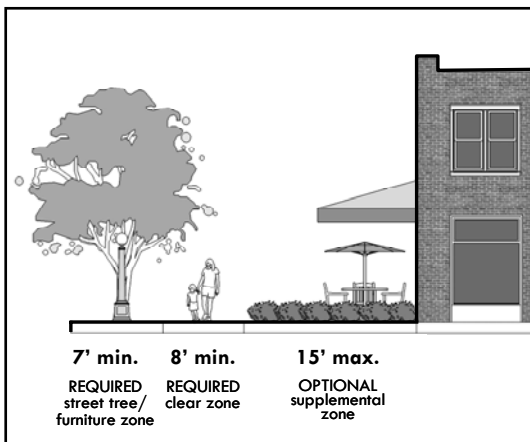 7' min.
8' min.
15' max.
REQUIRED
street tree/
furniture zone
REQUIRED
clear zone
OPTIONAL
supplemental
zone